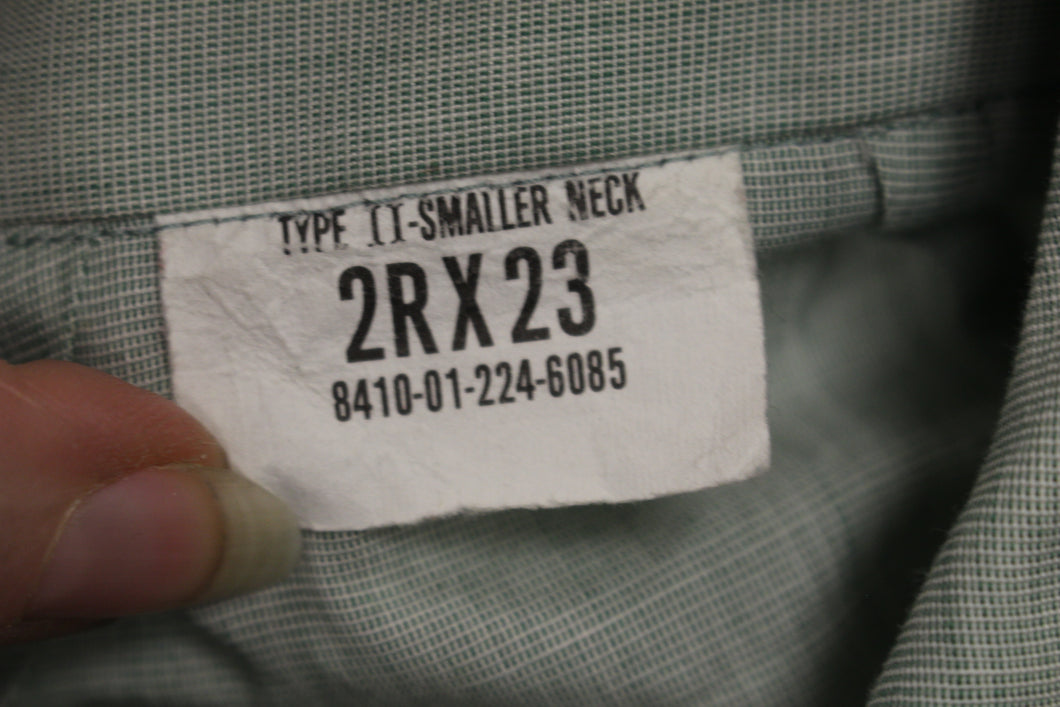 TYPE II-SMALLER NECK
2RX23
8410-01-224-6085